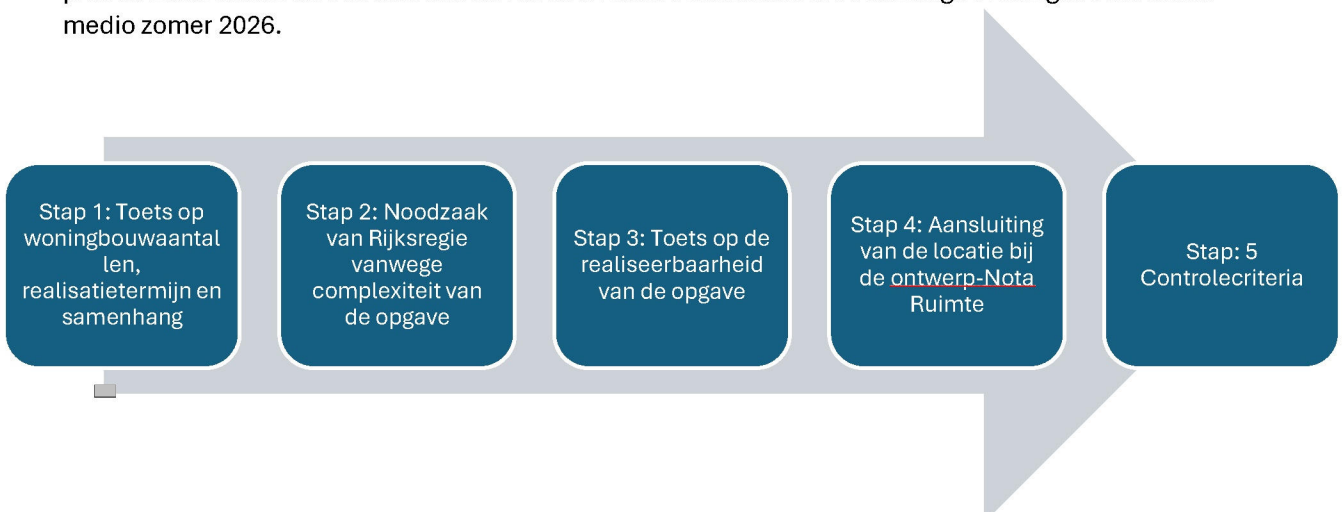 medio zomer 2026.
Stap 1: Toets op
woningbouwaantal
len,
realisatietermijn en
samenhang
Stap 2: Noodzaak
van Rijksregie
vanwege
complexiteit van
de opgave
Stap 3: Toets op de
realiseerbaarheid
van de opgave
Stap 4: Aansluiting
van de locatie bij
de ontwerp-Nota
Ruimte
Stap: 5
Controlecriteria